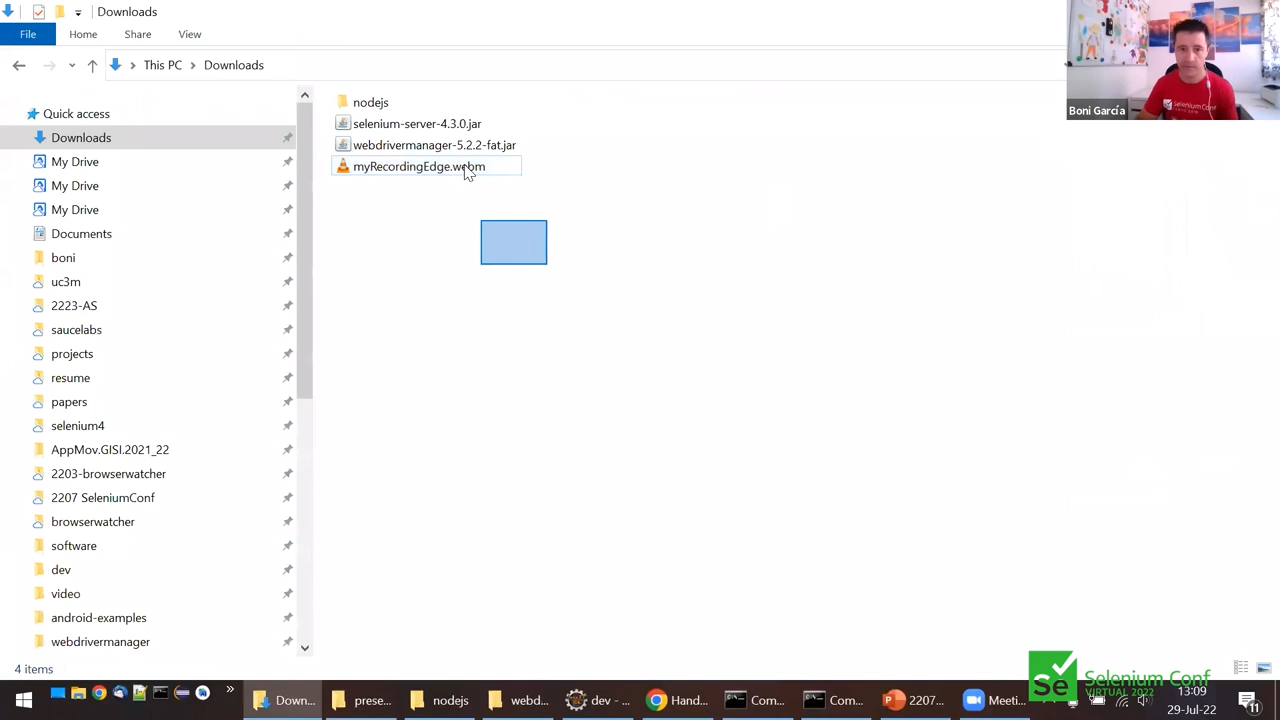 Downloads
File Home Share View
This PC Downloads
Quick access
Downloads
My Drive
My Drive
My Drive
Documents
boni
uc3m
2223-AS
saucelabs
projects
resume
papers
selenium4
AppMov.GISI.2021_22
2203-browserwatcher
2207 SeleniumConf
browserwatcher
software
dev
video
android-examples
webdrivermanager
nodejs
selenium-server-4.3.0.jar
webdrivermanager-5.2.2-fat.jar
myRecordingEdge.webm
4 items
Boni García
Se Selenium Conf
VIRTUAL 2022
Down... prese... nodejs webd... dev - ... Hand... Com... Com... 2207... Meeti...
13:09
29-Jul-22
11